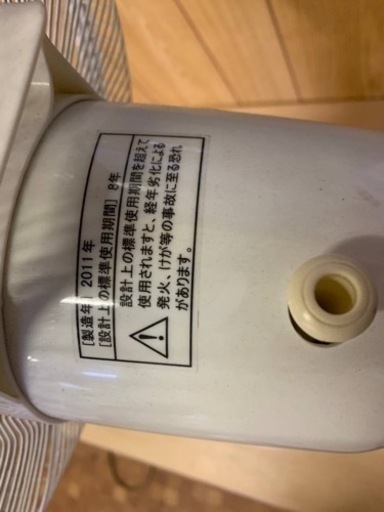 [製造年] 2011年
[設計上の標準使用期間] 8年
設計上の標準使用期間を超えて
使用されますと、経年劣化による
発火、けが等の事故に至る恐れ
があります。